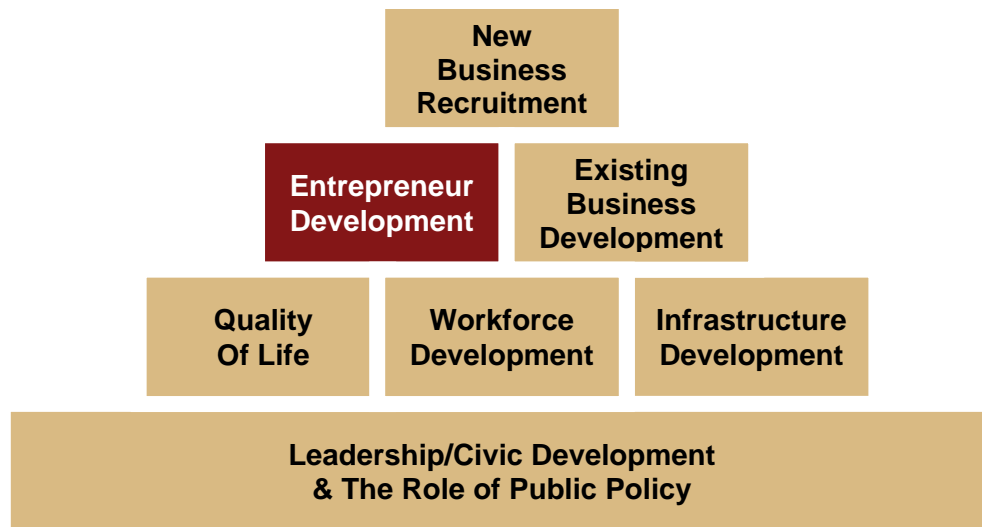 New
Business
Recruitment
Entrepreneur
Development
Existing
Business
Development
Quality
Of Life
Workforce
Development
Infrastructure
Development
Leadership/Civic Development
& The Role of Public Policy